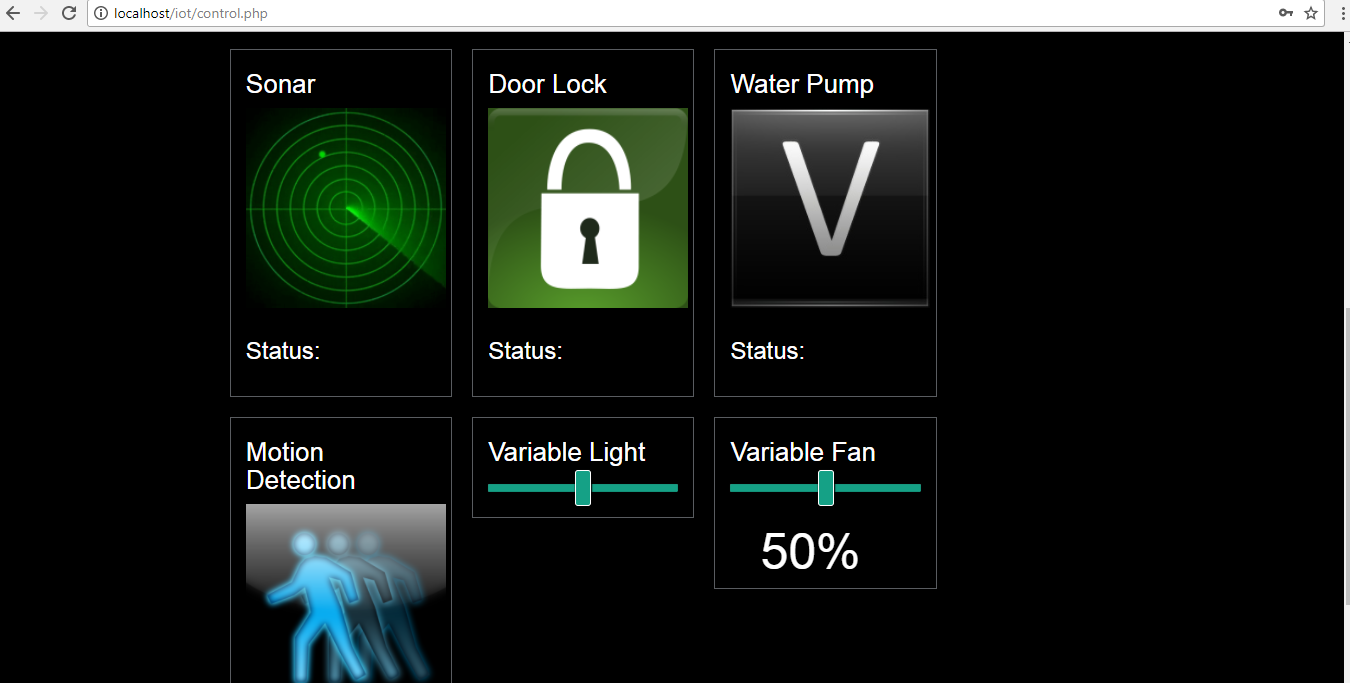 localhost/iot/control.php
Sonar
Door Lock
Water Pump
V
Status:
Status:
Status:
Motion
Detection
Variable Light
Variable Fan
50%